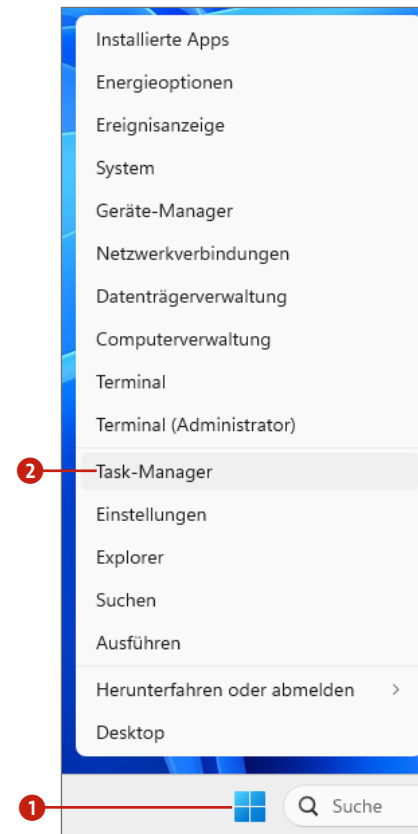 Installierte Apps
Energieoptionen
Ereignisanzeige
System
Geräte-Manager
Netzwerkverbindungen
Datenträgerverwaltung
Computerverwaltung
Terminal
Terminal (Administrator)
2 Task-Manager
Einstellungen
Explorer
Suchen
Ausführen
Herunterfahren oder abmelden
Desktop
1 Suche